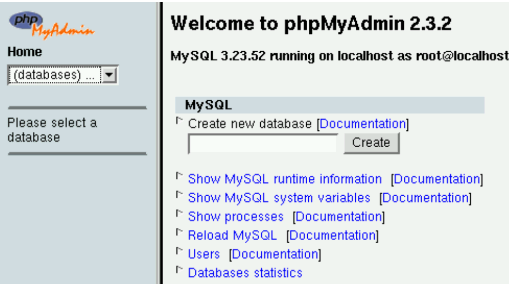 php
MyAdmin
Home
(databases) ...
Please select a
database
Welcome to phpMyAdmin 2.3.2
MySQL 3.23.52 running on localhost as root@localhost
MySQL
Create new database [Documentation]
Create
Show MySQL runtime information [Documentation]
Show MySQL system variables [Documentation]
Show processes [Documentation]
Reload MySQL [Documentation]
Users [Documentation]
Databases statistics